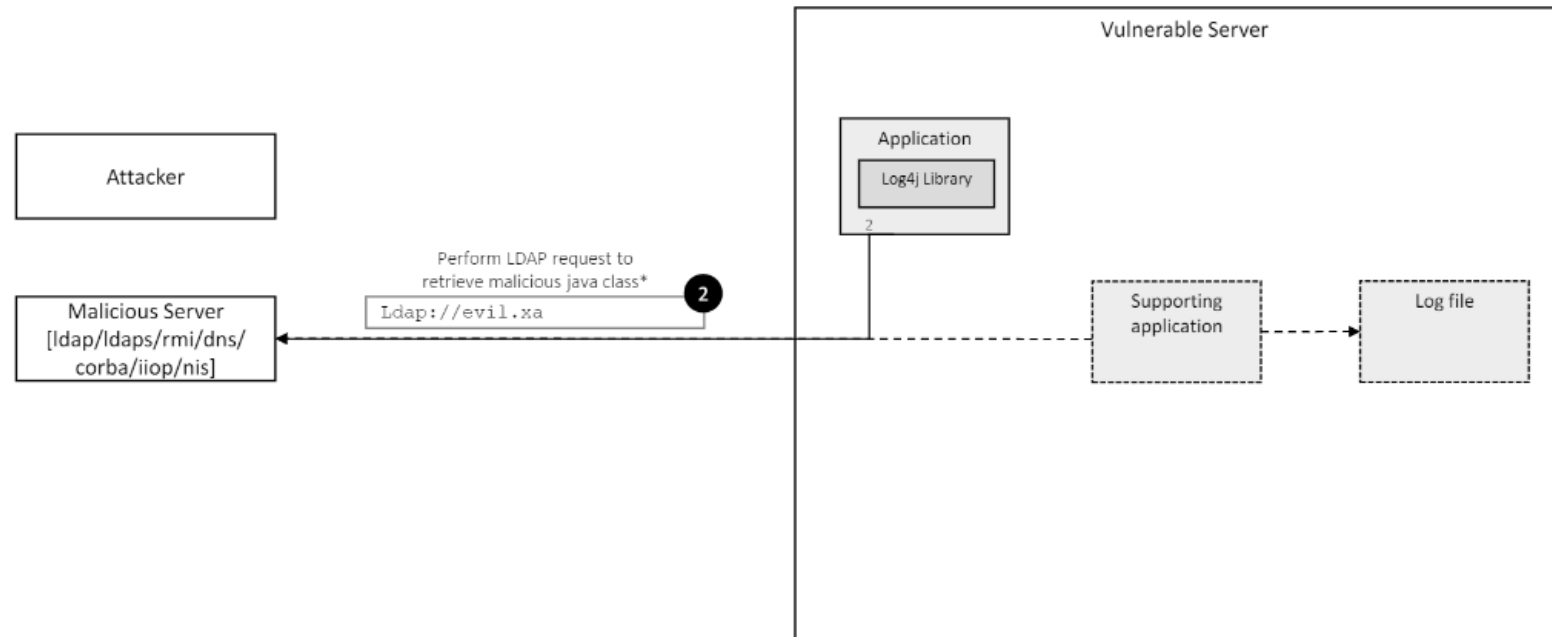 Vulnerable Server
Application
Log4j Library
2
Attacker
Perform LDAP request to
retrieve malicious java class*
2
Ldap://evil.xa
Malicious Server
[ldap/ldaps/rmi/dns/
corba/iiop/nis]
Supporting
application
Log file